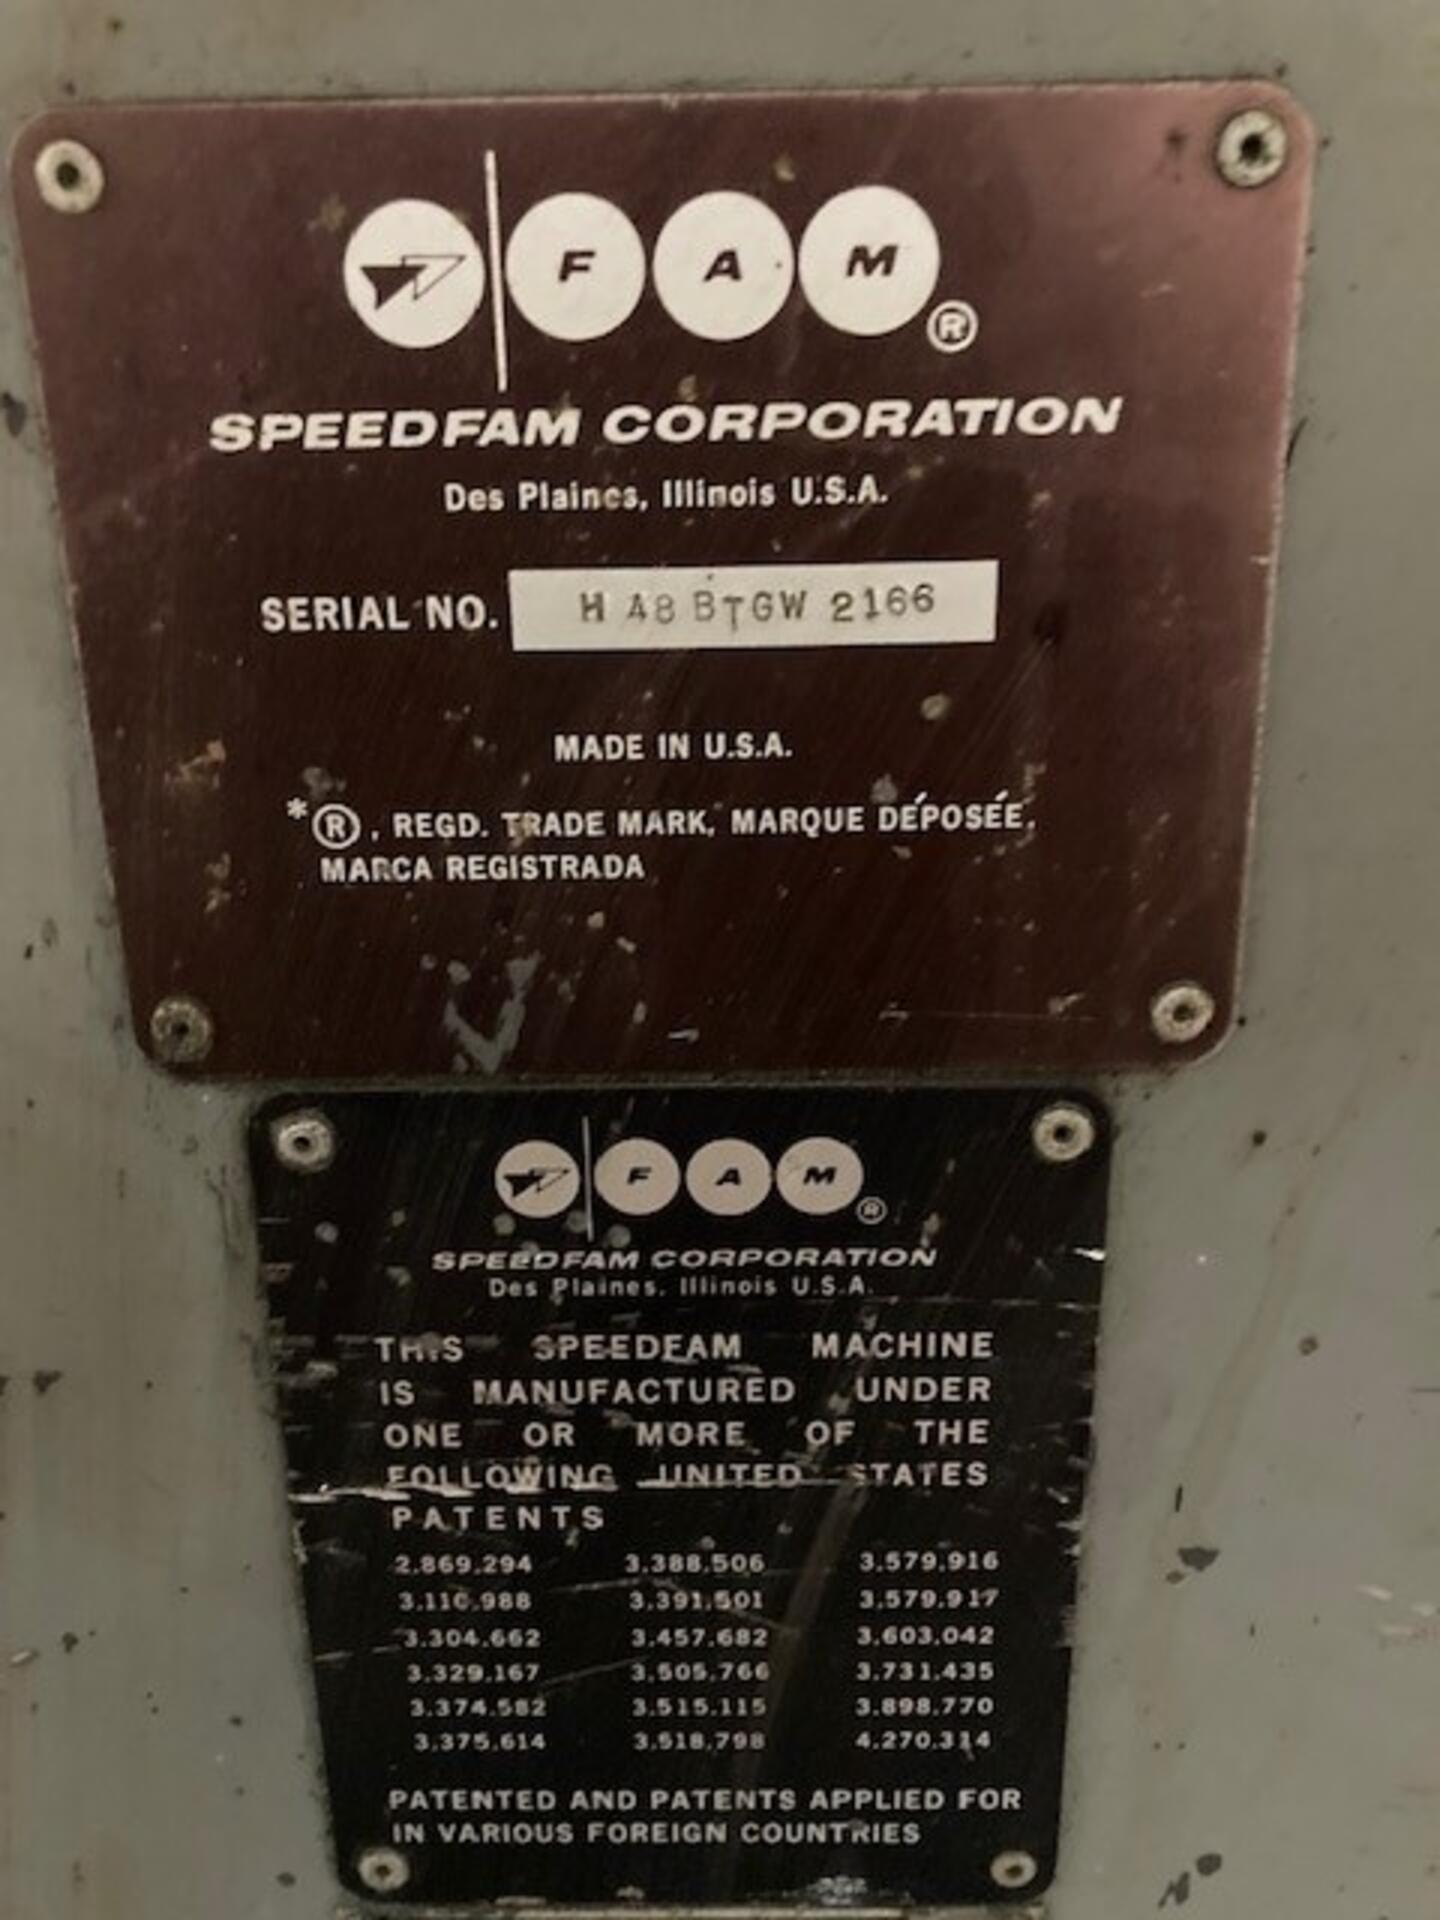 F A M ®
SPEEDFAM CORPORATION
Des Plaines, Illinois U.S.A.
SERIAL NO. H 48 BTGW 2166
MADE IN U.S.A.
*®, REGD. TRADE MARK, MARQUE DÉPOSÉE,
MARCA REGISTRADA
F A M ®
SPEEDFAM CORPORATION
Des Plaines, Illinois U.S.A.
THIS SPEEDFAM MACHINE
IS MANUFACTURED UNDER
ONE OR MORE OF THE
FOLLOWING UNITED STATES
PATENTS
2.869.294 3.388.506 3.579.916
3.110.988 3.391.501 3.579.917
3.304.662 3.457.682 3.603.042
3.329.167 3.505.766 3.731.435
3.374.582 3.515.115 3.898.770
3.375.614 3.518.798 4.270.314
PATENTED AND PATENTS APPLIED FOR
IN VARIOUS FOREIGN COUNTRIES